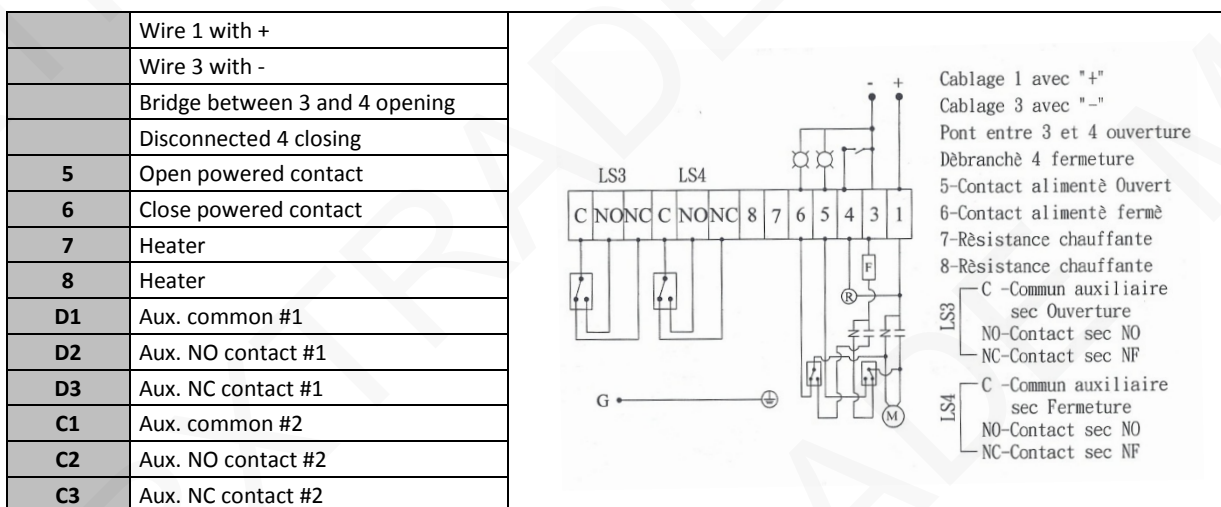 Wire 1 with +
Wire 3 with -
Bridge between 3 and 4 opening
Disconnected 4 closing
5 Open powered contact
6 Close powered contact
7 Heater
8 Heater
D1 Aux. common #1
D2 Aux. NO contact #1
D3 Aux. NC contact #1
C1 Aux. common #2
C2 Aux. NO contact #2
C3 Aux. NC contact #2
- +
LS3 LS4
C NO NC C NO NC 8 7 6 5 4 3 1
F
R
M
G
Cablage 1 avec "+"
Cablage 3 avec "-"
Pont entre 3 et 4 ouverture
Dèbranchè 4 fermeture
5-Contact alimentè Ouvert
6-Contact alimentè fermè
7-Rèsistance chauffante
8-Rèsistance chauffante
LS3
C -Commun auxiliaire
sec Ouverture
NO-Contact sec NO
NC-Contact sec NF
LS4
C -Commun auxiliaire
sec Fermeture
NO-Contact sec NO
NC-Contact sec NF